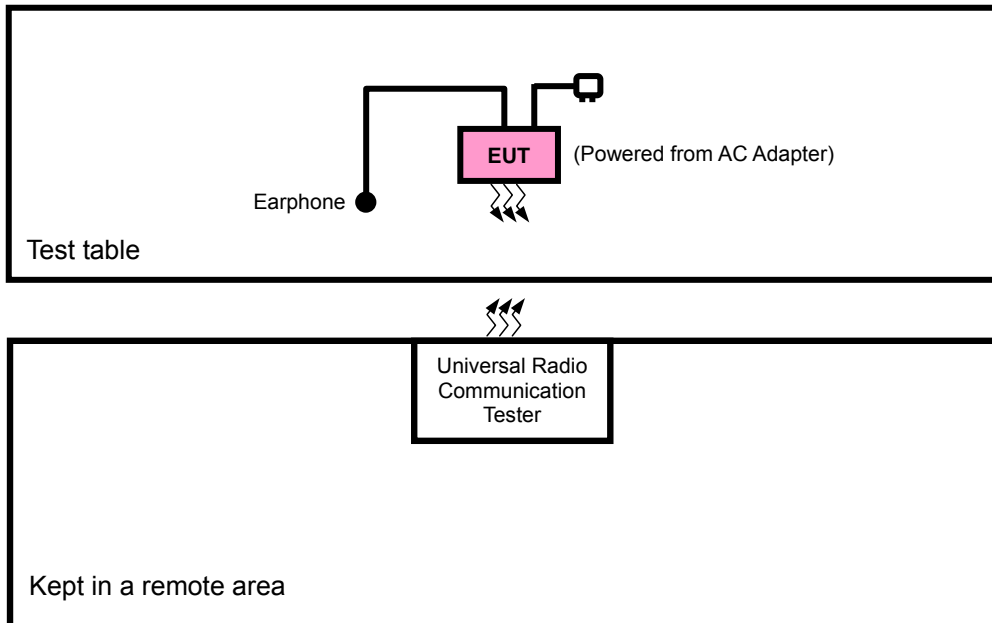 EUT
(Powered from AC Adapter)
Earphone
Test table
Universal Radio
Communication
Tester
Kept in a remote area